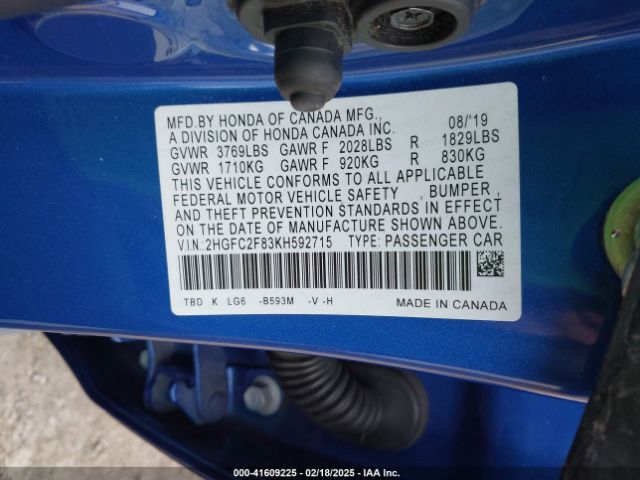 MFD.BY HONDA OF CANADA MFG.,
A DIVISION OF HONDA CANADA INC. 08/'19
GVWR 3769LBS GAWR F 2028LBS R 1829LBS
GVWR 1710KG GAWR F 920KG R 830KG
THIS VEHICLE CONFORMS TO ALL APPLICABLE
FEDERAL MOTOR VEHICLE SAFETY , BUMPER ,
AND THEFT PREVENTION STANDARDS IN EFFECT
ON THE DATE OF MANUFACTURE SHOWN ABOVE.
V.I.N:2HGFC2F83KH592715 TYPE: PASSENGER CAR
TBD K LG6 -B593M -V -H MADE IN CANADA
000-41609225 - 02/18/2025 - IAA Inc.